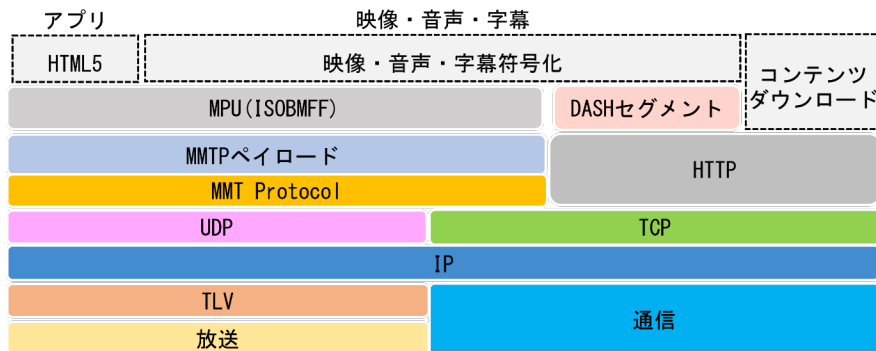 アプリ
映像・音声・字幕
HTML5
映像・音声・字幕符号化
コンテンツ
ダウンロード
MPU(ISOBMFF)
DASHセグメント
MMTPペイロード
HTTP
MMT Protocol
UDP
TCP
IP
TLV
通信
放送